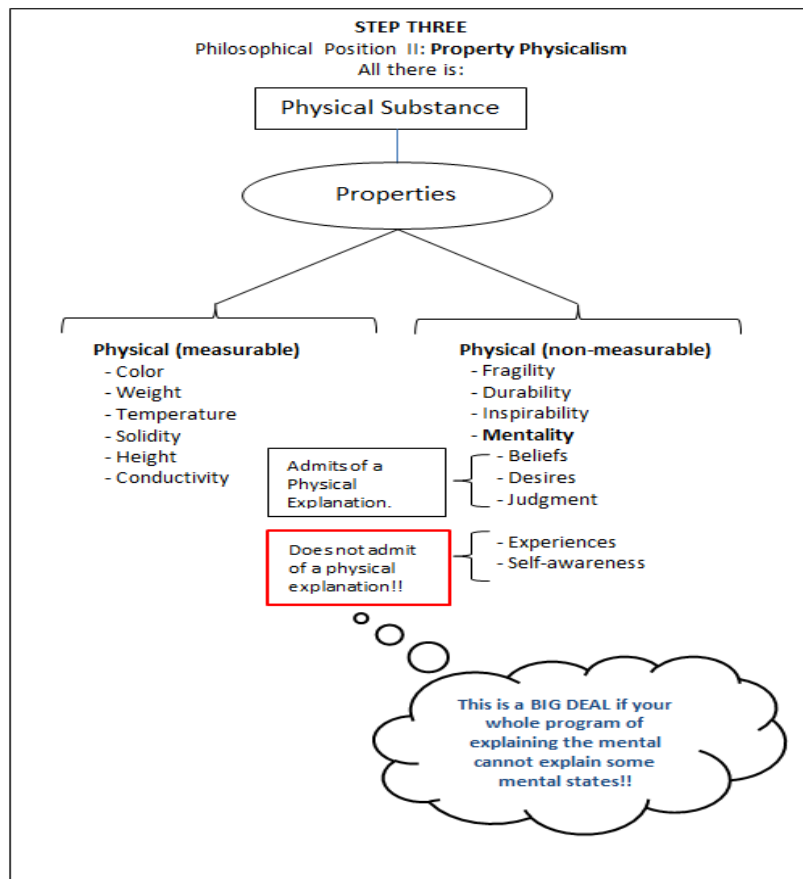 STEP THREE
Philosophical Position II: Property Physicalism
All there is:
Physical Substance
Properties
Physical (measurable)
- Color
- Weight
- Temperature
- Solidity
- Height
- Conductivity
Physical (non-measurable)
- Fragility
- Durability
- Inspirability
- Mentality
- Beliefs
- Desires
- Judgment
Admits of a
Physical
Explanation.
- Experiences
- Self-awareness
Does not admit
of a physical
explanation!!
This is a BIG DEAL if your
whole program of
explaining the mental
cannot explain some
mental states!!